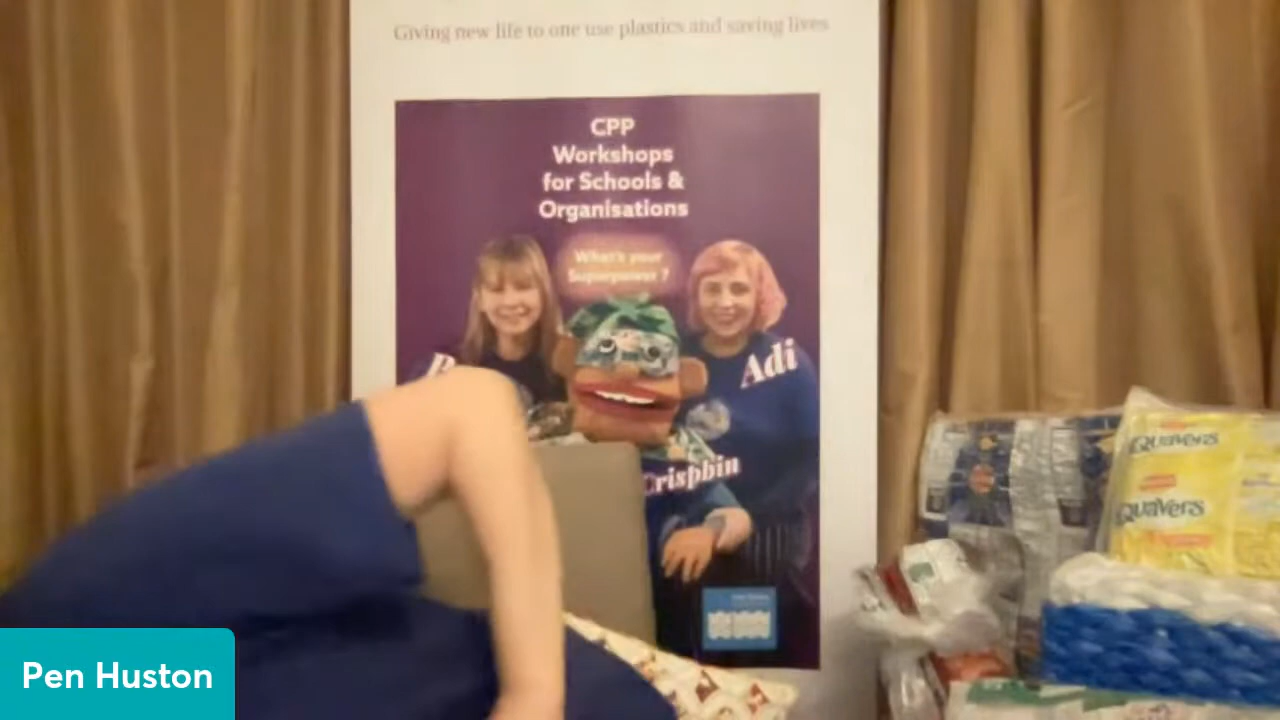 Giving new life to one use plastics and saving lives
CPP
Workshops
for Schools &
Organisations
What's your
Superpower ?
Adi
Crispbin
QUAVERS
QUAVERS
Pen Huston